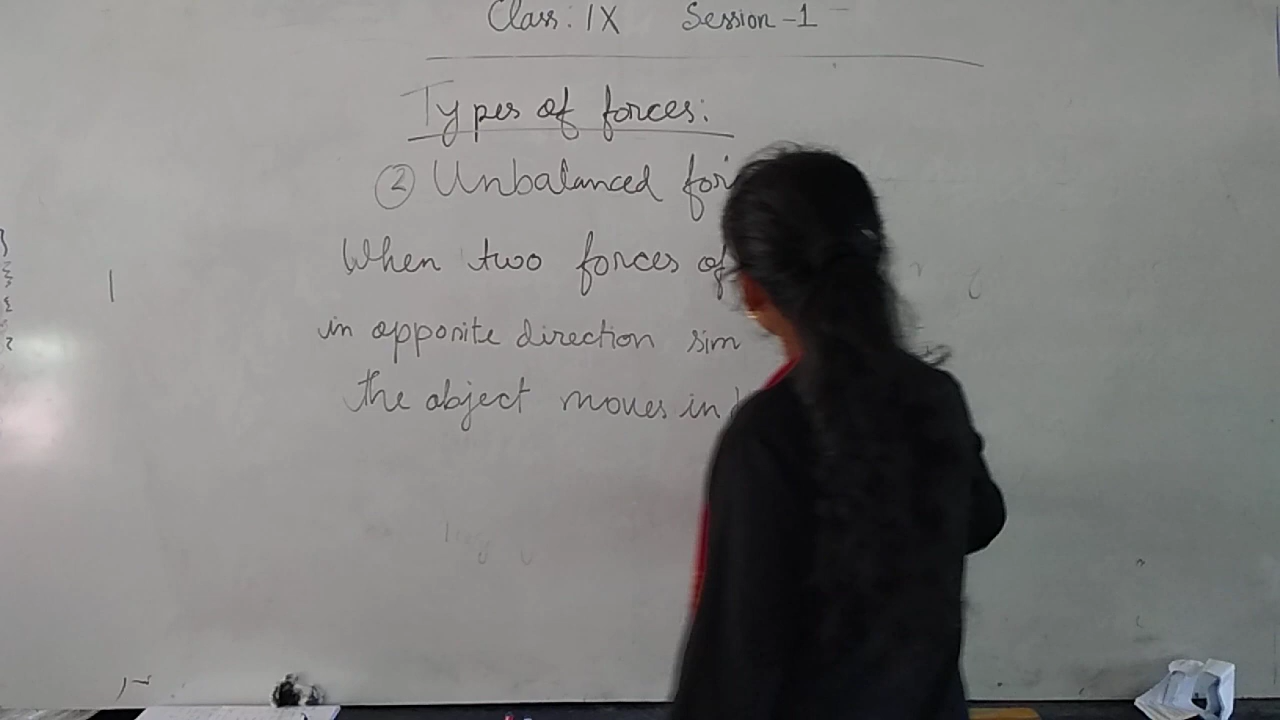 Class: IX Session-1
Types of forces:
② Unbalanced for
When two forces of
in opponite direction sim
the object moves in